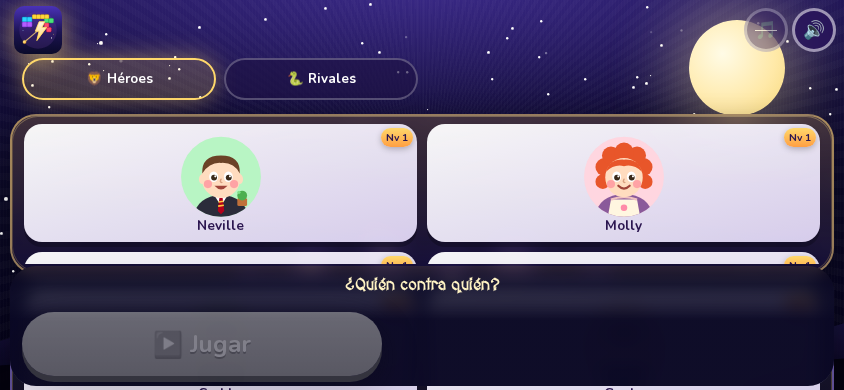 Héroes
Rivales
Nv 1
Nv 1
Neville
Molly
¿Quién contra quién?
Jugar